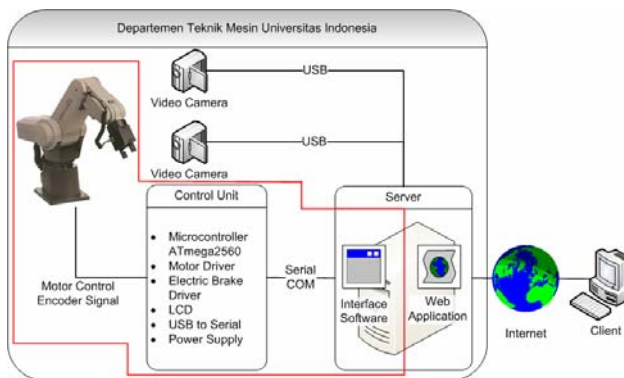 Departemen Teknik Mesin Universitas Indonesia
USB
Video Camera
USB
Video Camera
Control Unit
• Microcontroller
ATmega2560
• Motor Driver
• Electric Brake
Driver
• LCD
• USB to Serial
• Power Supply
Motor Control
Encoder Signal
Serial
COM
Server
Interface
Software
Web
Application
Internet
Client